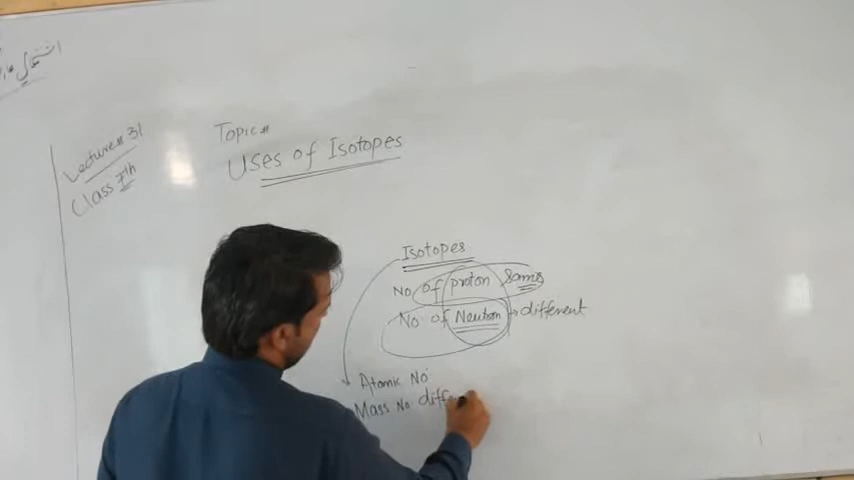 Lecture# 31
Class 7th
Topic#
Uses of Isotopes
Isotopes
No of proton same
No of Neutron → different
Atomic No
Mass No diff